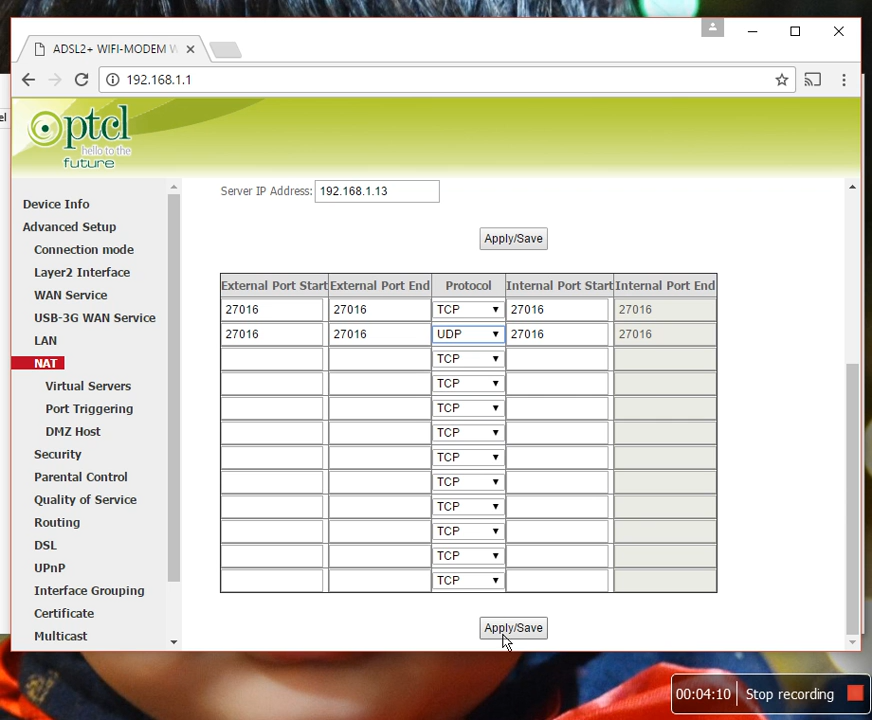 ADSL2+ WIFI-MODEM W
192.168.1.1
el
ptcl
hello to the
future
Device Info
Advanced Setup
Connection mode
Layer2 Interface
WAN Service
USB-3G WAN Service
LAN
NAT
Virtual Servers
Port Triggering
DMZ Host
Security
Parental Control
Quality of Service
Routing
DSL
UPnP
Interface Grouping
Certificate
Multicast
Server IP Address: 192.168.1.13
Apply/Save
External Port Start External Port End Protocol Internal Port Start Internal Port End
27016 27016 TCP 27016 27016
27016 27016 UDP 27016 27016
TCP
TCP
TCP
TCP
TCP
TCP
TCP
TCP
TCP
TCP
Apply/Save
00:04:10 Stop recording